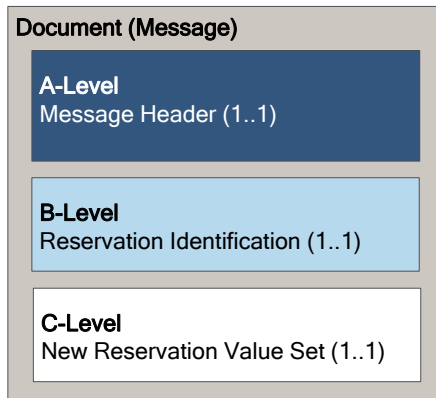 Document (Message)
A-Level
Message Header (1..1)
B-Level
Reservation Identification (1..1)
C-Level
New Reservation Value Set (1..1)